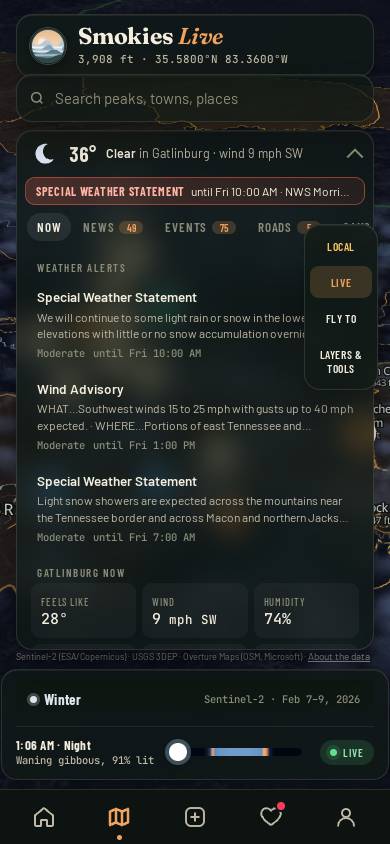 Smokies Live
3,908 ft · 35.5800°N 83.3600°W
Search peaks, towns, places
36° Clear in Gatlinburg · wind 9 mph SW
SPECIAL WEATHER STATEMENT until Fri 10:00 AM · NWS Morri...
NOW NEWS 49 EVENTS 75 ROADS
LOCAL
LIVE
FLY TO
LAYERS &
TOOLS
WEATHER ALERTS
Special Weather Statement
We will continue to some light rain or snow in the
elevations with little or no snow accumulation
Moderate until Fri 10:00 AM
Wind Advisory
WHAT...Southwest winds 15 to 25 mph with gusts up to 40 mph
expected. · WHERE...Portions of east Tennessee and...
Moderate until Fri 1:00 PM
Special Weather Statement
Light snow showers are expected across the mountains near
the Tennessee border and across Macon and northern Jacks...
Moderate until Fri 7:00 AM
GATLINBURG NOW
FEELS LIKE WIND HUMIDITY
28° 9 mph SW 74%
Sentinel-2 (ESA/Copernicus) · USGS 3DEP · Overture Maps (OSM, Microsoft) · About the data
Winter Sentinel-2 · Feb 7–9, 2026
1:06 AM · Night
Waning gibbous, 91% lit
LIVE